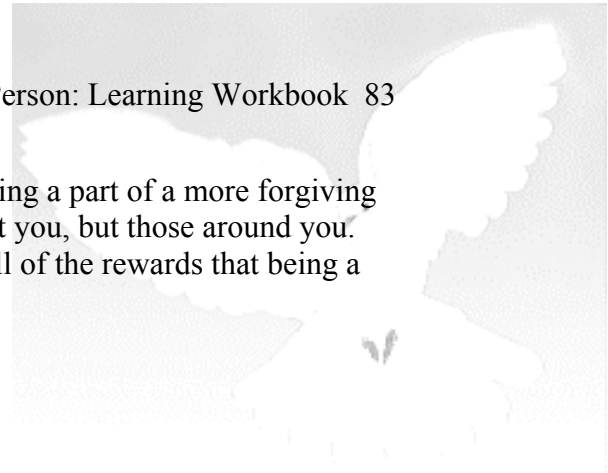 erson: Learning Workbook 83
ing a part of a more forgiving
t you, but those around you.
ll of the rewards that being a